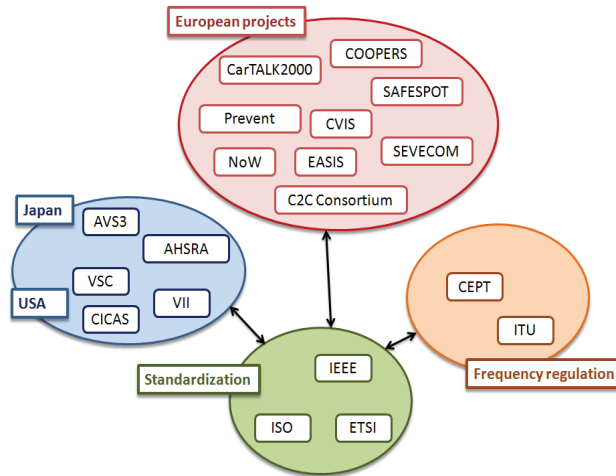 European projects
COOPERS
CarTALK2000
SAFESPOT
Prevent
CVIS
SEVECOM
NoW
EASIS
C2C Consortium
Japan
AVS3
AHSRA
VSC
USA
VII
CICAS
CEPT
ITU
Frequency regulation
Standardization
IEEE
ISO
ETSI